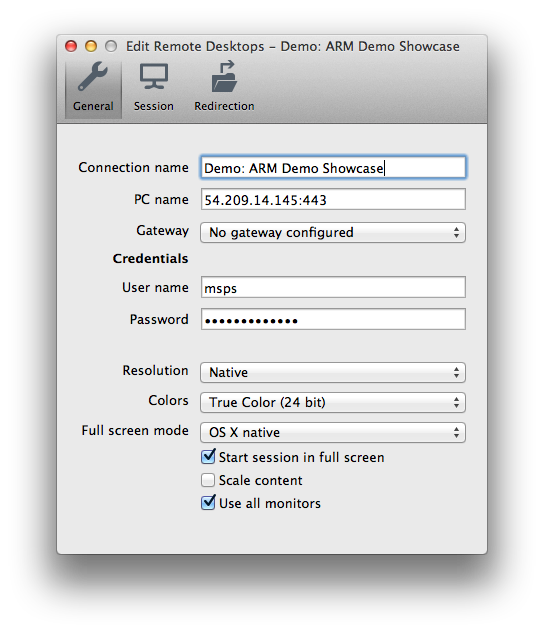 Edit Remote Desktops – Demo: ARM Demo Showcase
General Session Redirection
Connection name Demo: ARM Demo Showcase
PC name 54.209.14.145:443
Gateway No gateway configured
Credentials
User name msps
Password •••••••••••••
Resolution Native
Colors True Color (24 bit)
Full screen mode OS X native
Start session in full screen
Scale content
Use all monitors